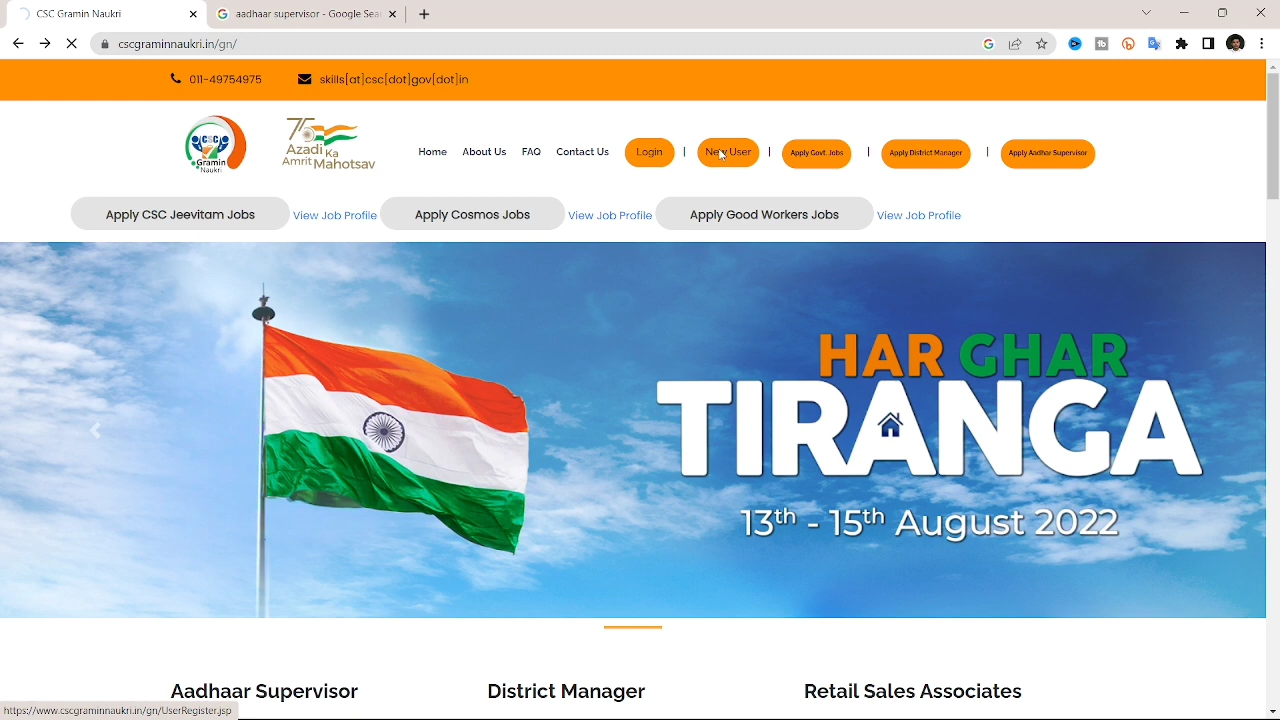 CSC Gramin Naukri
aadhaar supervisor - Google Sea
cscgraminnaukri.in/gn/
011-49754975
skills[at]csc[dot]gov[dot]in
CSC
Gramin
Naukri
75
Azadi Ka
Amrit Mahotsav
Home
About Us
FAQ
Contact Us
Login
|
New User
|
Apply Govt. Jobs
|
Apply District Manager
|
Apply Aadhar Supervisor
Apply CSC Jeevitam Jobs
View Job Profile
Apply Cosmos Jobs
View Job Profile
Apply Good Workers Jobs
View Job Profile
HAR GHAR
TIRANGA
13th - 15th August 2022
Aadhaar Supervisor
District Manager
Retail Sales Associates
https://www.cscgraminnaukri.in/gn/UserRegister.jsp